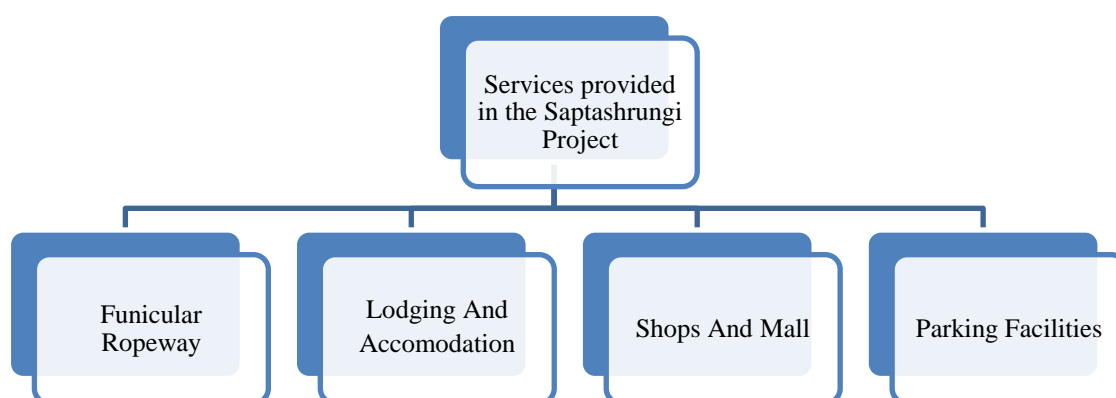 Services provided
in the Saptashrungi
Project
Funicular
Ropeway
Lodging And
Accomodation
Shops And Mall
Parking Facilities